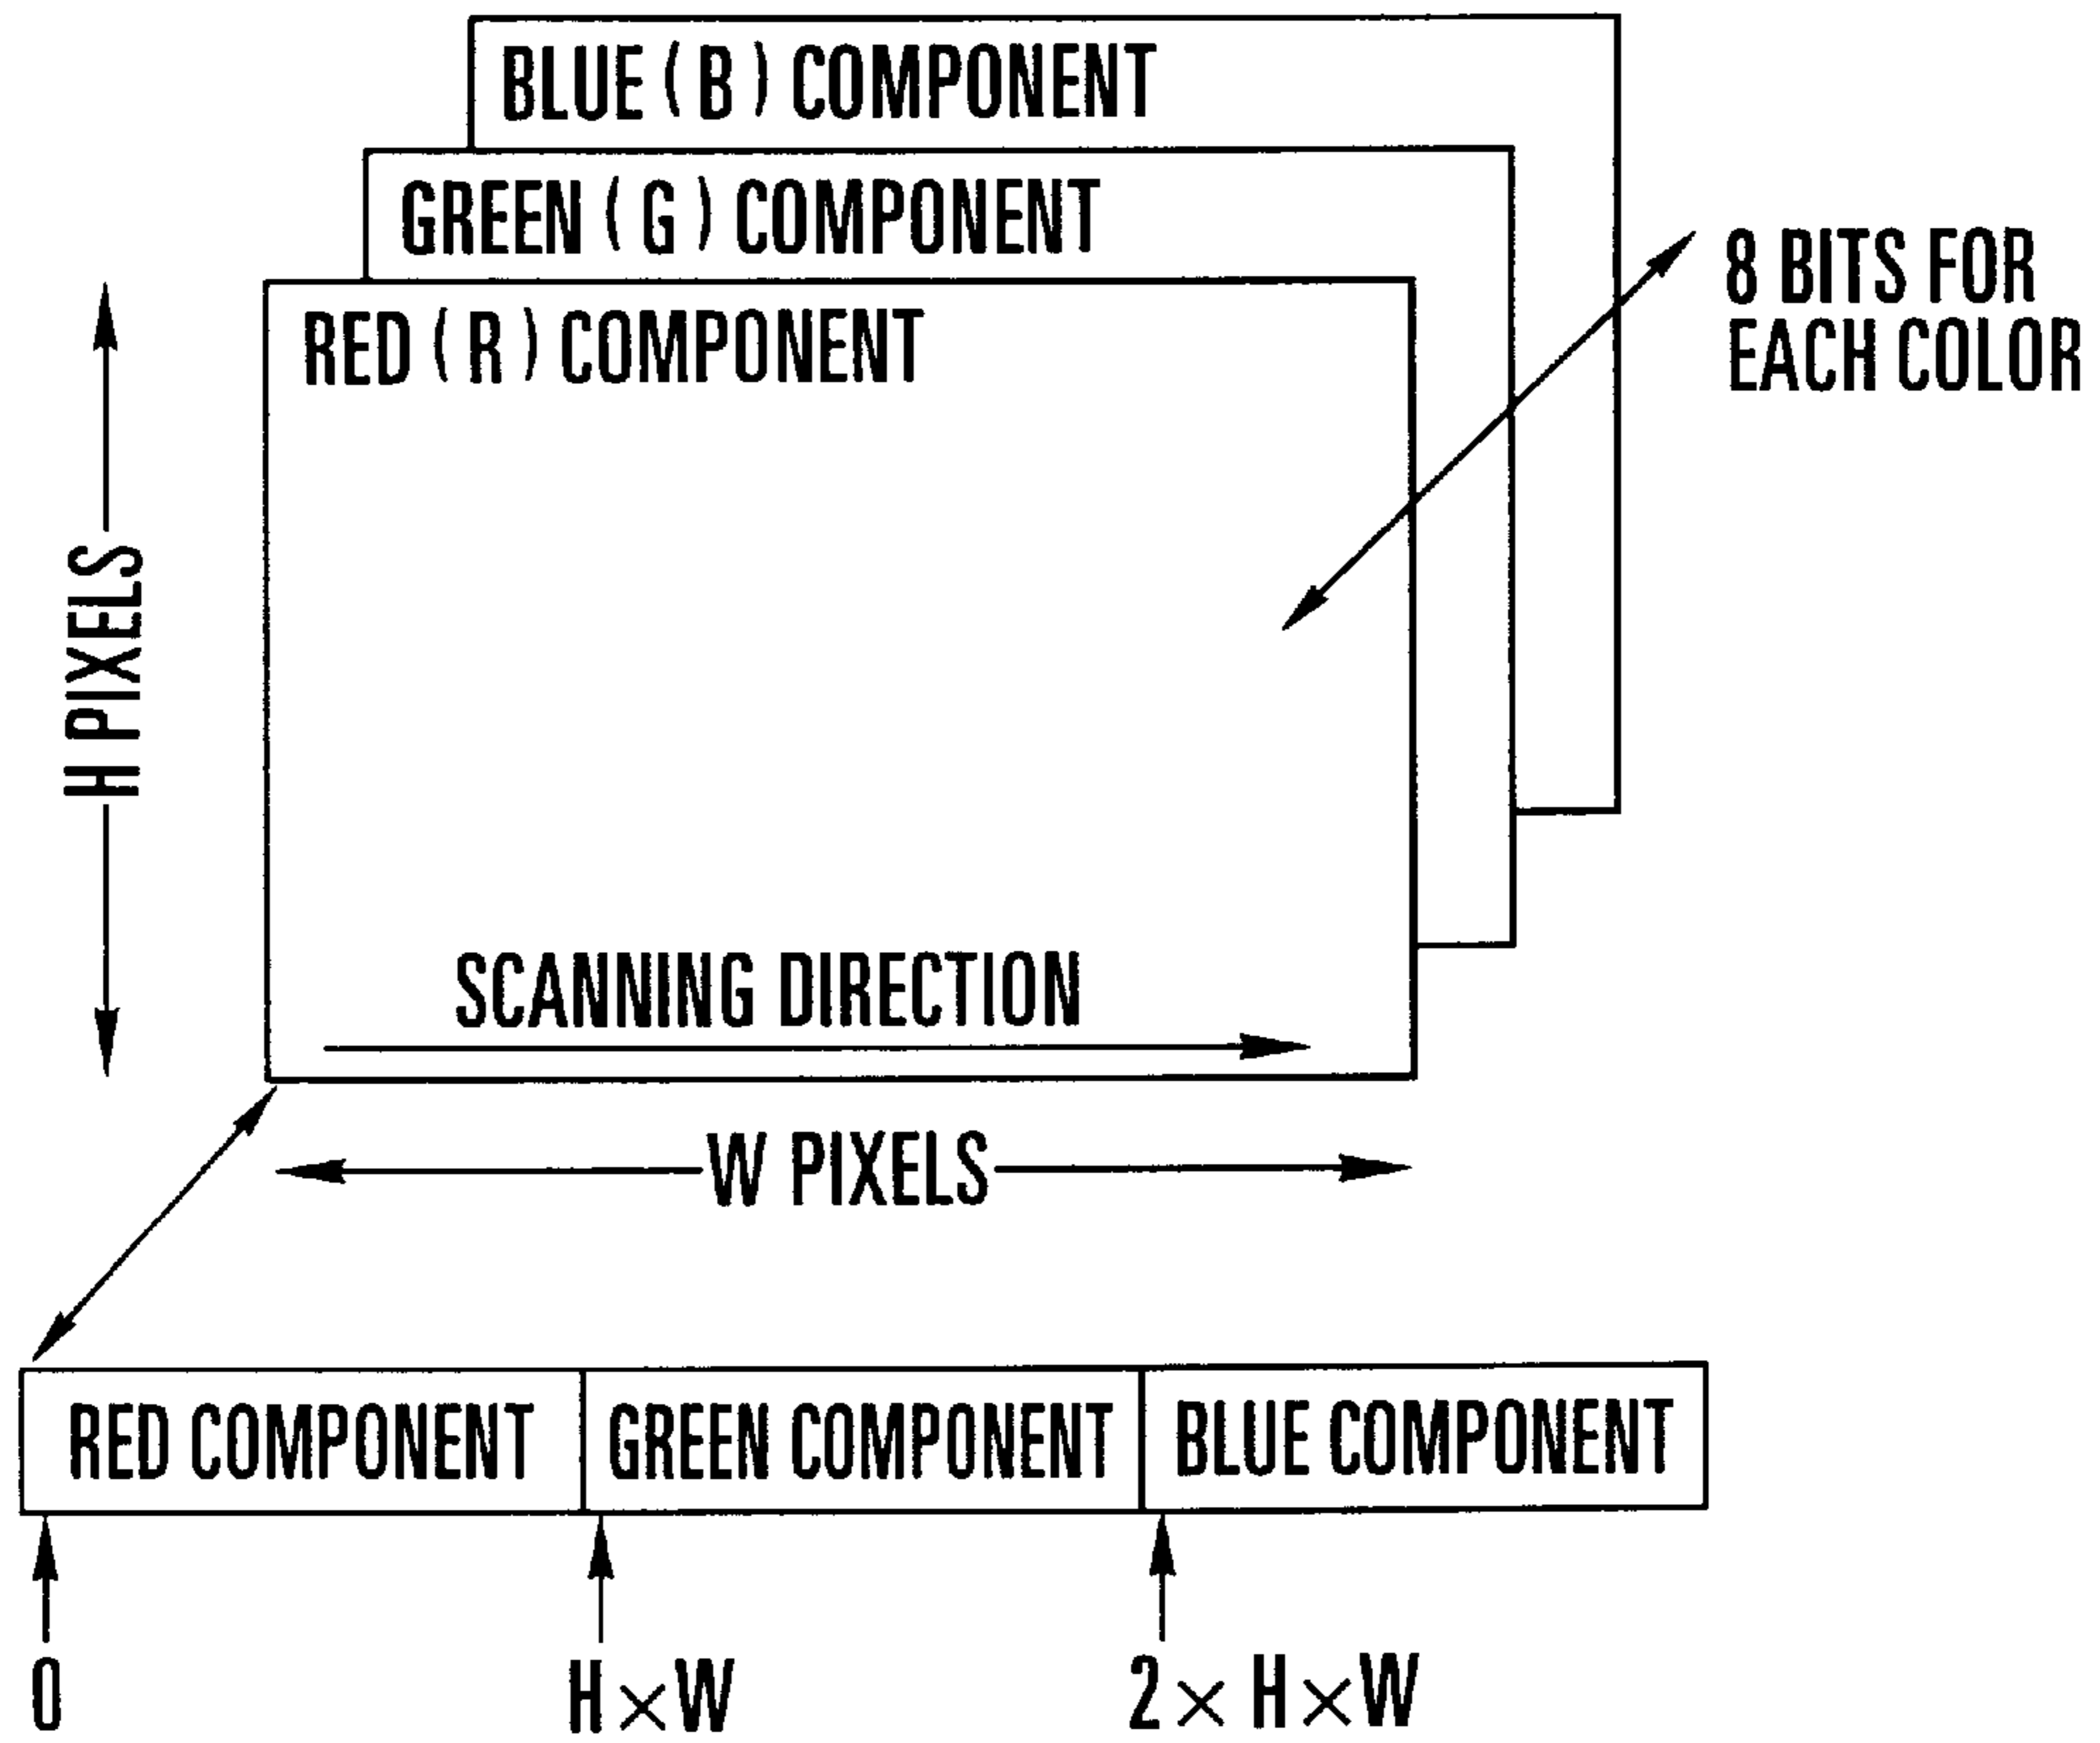 BLUE ( B ) COMPONENT
GREEN ( G ) COMPONENT
RED ( R ) COMPONENT
8 BITS FOR
EACH COLOR
H PIXELS
SCANNING DIRECTION
W PIXELS
RED COMPONENT GREEN COMPONENT BLUE COMPONENT
0 H×W 2× H×W